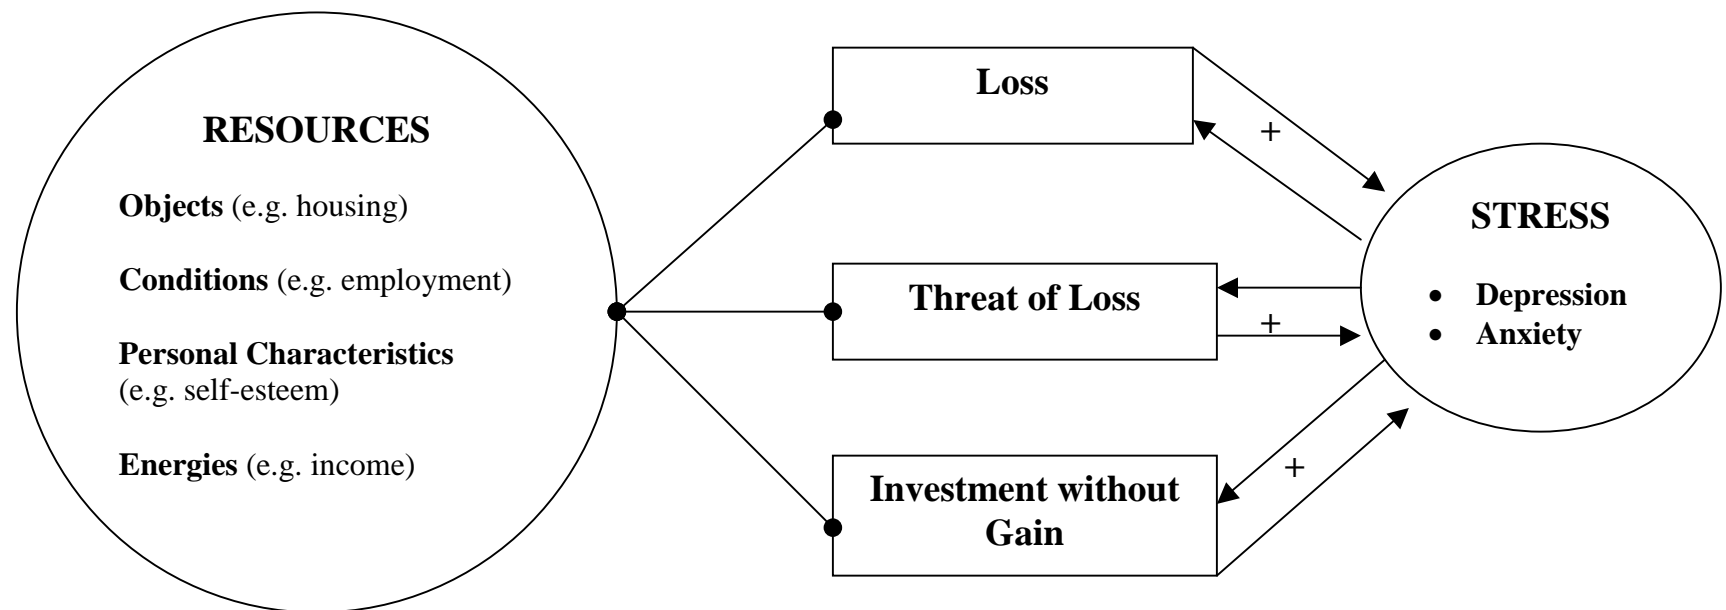 RESOURCES
Objects (e.g. housing)
Conditions (e.g. employment)
Personal Characteristics
(e.g. self-esteem)
Energies (e.g. income)
Loss
+
Threat of Loss
+
Investment without
Gain
+
STRESS
• Depression
• Anxiety